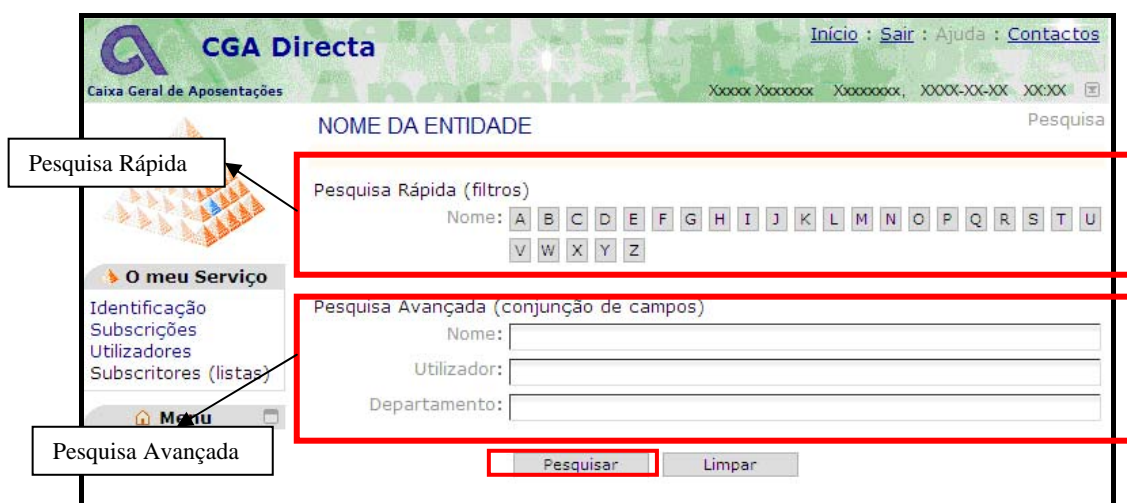 Início : Sair : Ajuda : Contactos
CGA Directa
Caixa Geral de Aposentações
Xxxxx Xxxxxxx Xxxxxxxx, XXXX-XX-XX XX:XX
NOME DA ENTIDADE
Pesquisa
Pesquisa Rápida
Pesquisa Rápida (filtros)
Nome: A B C D E F G H I J K L M N O P Q R S T U
V W X Y Z
O meu Serviço
Identificação
Subscrições
Utilizadores
Subscritores (listas)
Menu
Pesquisa Avançada
Pesquisa Avançada (conjunção de campos)
Nome:
Utilizador:
Departamento:
Pesquisar Limpar